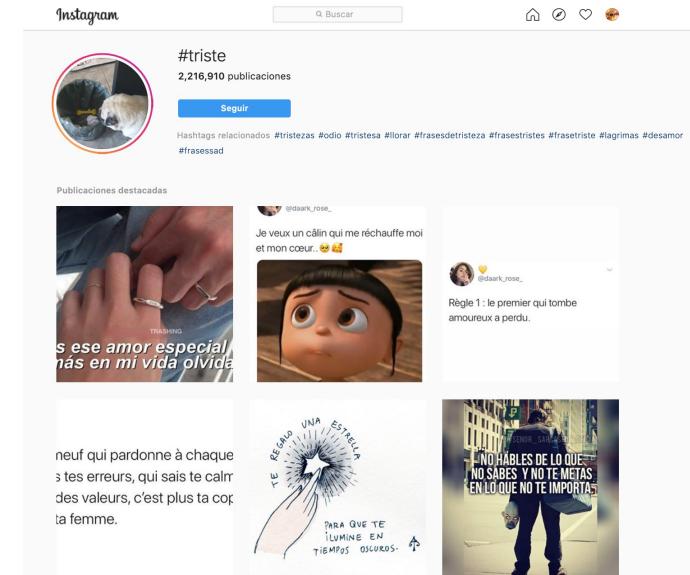 Instagram
Buscar
#triste
2,216,910 publicaciones
Seguir
Hashtags relacionados #tristezas #odio #tristesa #llorar #frasesdetristeza #frasestristes #frasetriste #lagrimas #desamor
#frasessad
Publicaciones destacadas
TRASHING
s ese amor especial
más en mi vida olvida
@daark_rose_
Je veux un câlin qui me réchauffe moi
et mon cœur..🥺🥰
💛
@daark_rose_
Règle 1 : le premier qui tombe
amoureux a perdu.
neuf qui pardonne à chaque
s tes erreurs, qui sais te calm
des valeurs, c'est plus ta cop
ta femme.
TE REGALO UNA ESTRELLA
PARA QUE TE
ILUMINE EN
TIEMPOS OSCUROS.
NO HABLES DE LO QUE
NO SABES Y NO TE METAS
EN LO QUE NO TE IMPORTA